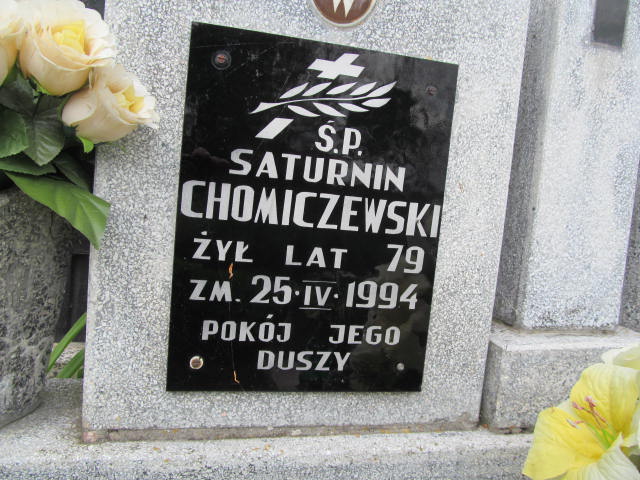 Ś.P.
SATURNIN
CHOMICZEWSKI
ŻYŁ LAT 79
ZM. 25·IV·1994
POKÓJ JEGO
DUSZY